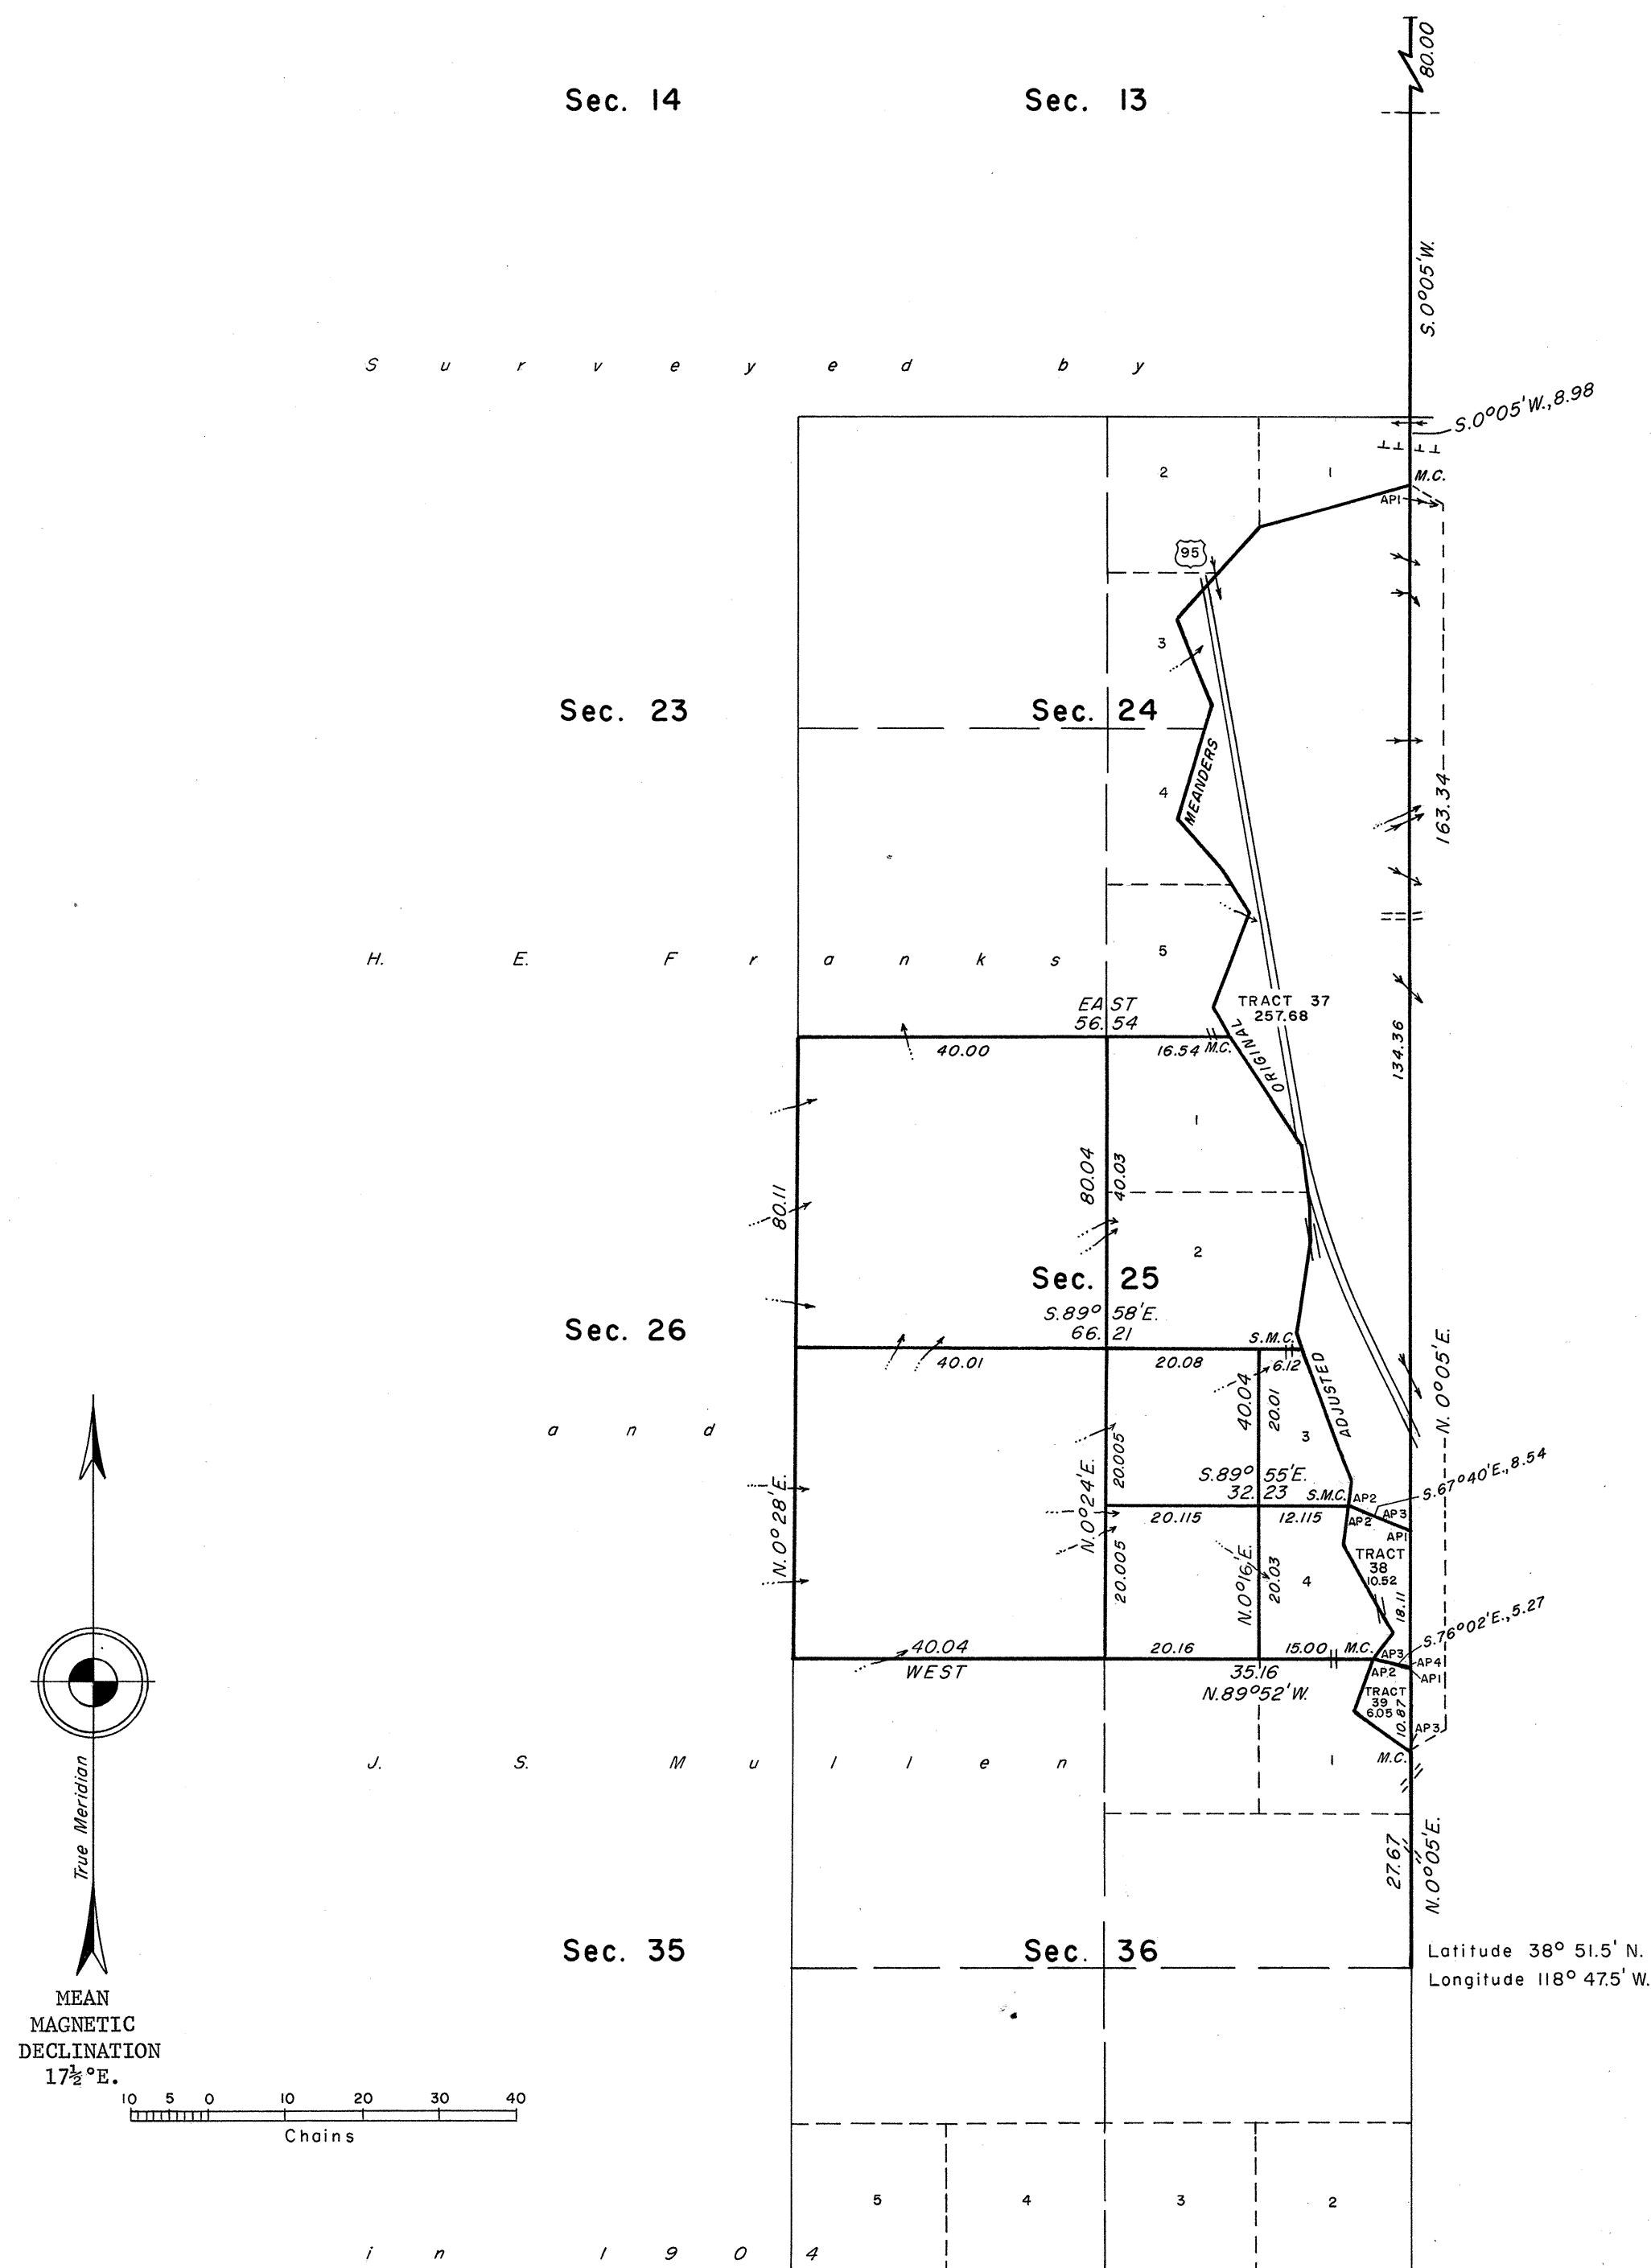 80.00
Sec. 14
Sec. 13
S.0°05'W.
Surveyed by
S.0°05'W.,8.98
2
1
M.C.
AP1
95
3
Sec. 23
Sec. 24
MEANDERS
4
163.34
H. E. Franks
5
EAST
56.54
TRACT 37
257.68
40.00
16.54
M.C.
ORIGINAL
134.36
1
80.04
40.03
80.11
2
Sec. 25
S.89°58'E.
66.21
S.M.C.
Sec. 26
40.01
20.08
6.12
N.0°05'E.
40.04
20.01
ADJUSTED
and
3
20.005
S.89°55'E.
32.23
S.M.C.
AP2
S.67°40'E.,8.54
N.0°28'E.
N.0°24'E.
20.115
12.115
AP2
AP3
AP1
TRACT
38
10.52
20.005
N.0°16'E.
20.03
4
18.11
S.76°02'E.,5.27
40.04
20.16
15.00
M.C.
AP3
AP4
WEST
35.16
AP2
AP1
N.89°52'W.
TRACT
39
6.05
10.87
AP3
J. S. Mullen
1
M.C.
True Meridian
27.67
N.0°05'E.
Sec. 35
Sec. 36
Latitude 38° 51.5' N.
Longitude 118° 47.5' W.
MEAN
MAGNETIC
DECLINATION
17½°E.
10 5 0 10 20 30 40
Chains
5
4
3
2
in 1904